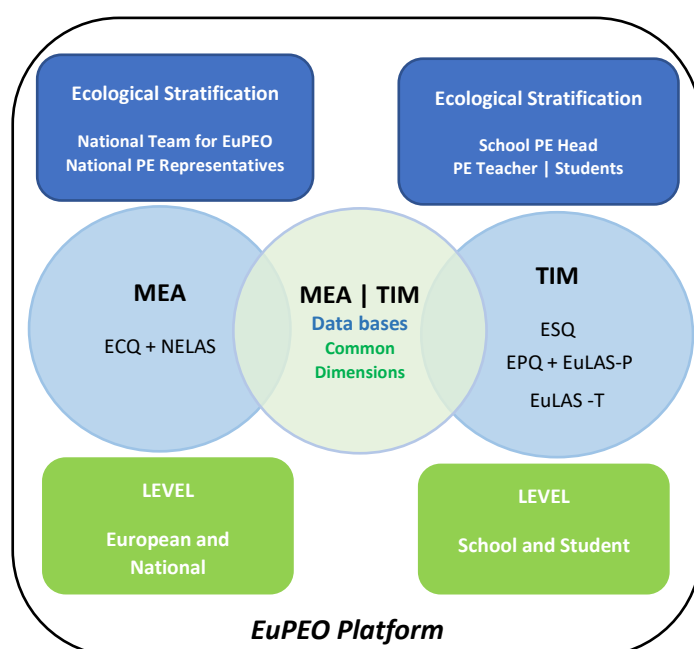 Ecological Stratification
National Team for EuPEO
National PE Representatives
Ecological Stratification
School PE Head
PE Teacher | Students
MEA
ECQ + NELAS
MEA | TIM
Data bases
Common
Dimensions
TIM
ESQ
EPQ + EuLAS-P
EuLAS -T
LEVEL
European and
National
LEVEL
School and Student
EuPEO Platform